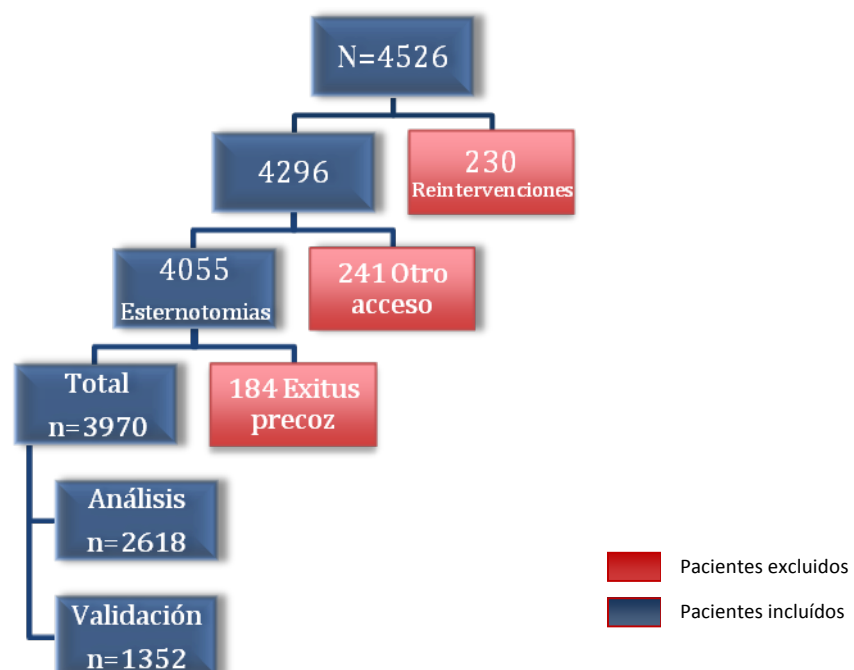 N=4526
4296
230
Reintervenciones
4055
Esternotomias
241 Otro
acceso
Total
n=3970
184 Exitus
precoz
Análisis
n=2618
Validación
n=1352
Pacientes excluidos
Pacientes incluídos